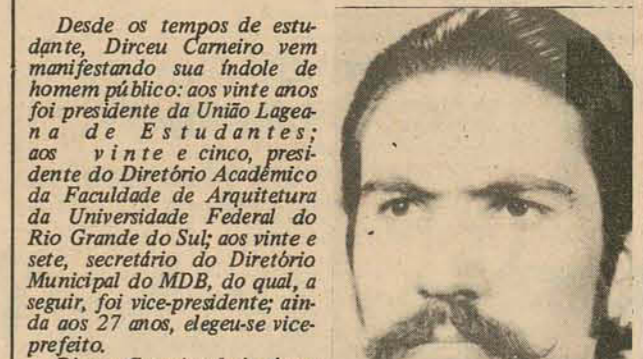 Desde os tempos de estu-
dante, Dirceu Carneiro vem
manifestando sua índole de
homem público: aos vinte anos
foi presidente da União Lagea-
na de Estudantes;
aos vinte e cinco, presi-
dente do Diretório Acadêmico
da Faculdade de Arquitetura
da Universidade Federal do
Rio Grande do Sul; aos vinte e
sete, secretário do Diretório
Municipal do MDB, do qual, a
seguir, foi vice-presidente; ain-
da aos 27 anos, elegeu-se vice-
prefeito.